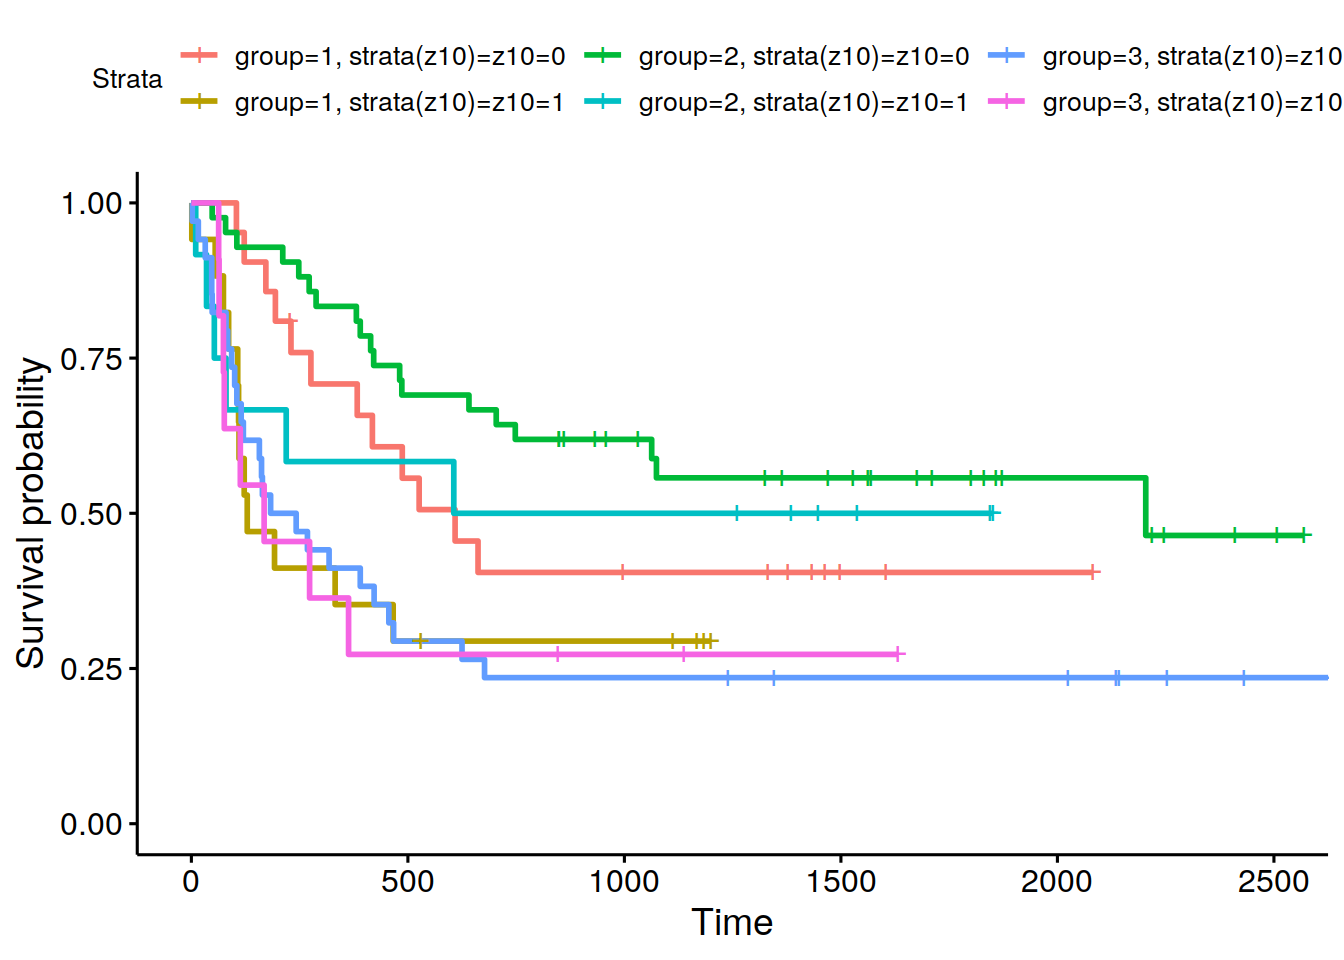 Strata
group=1, strata(z10)=z10=0 group=2, strata(z10)=z10=0 group=3, strata(z10)=z10
group=1, strata(z10)=z10=1 group=2, strata(z10)=z10=1 group=3, strata(z10)=z10
Survival probability
1.00
0.75
0.50
0.25
0.00
0 500 1000 1500 2000 2500
Time